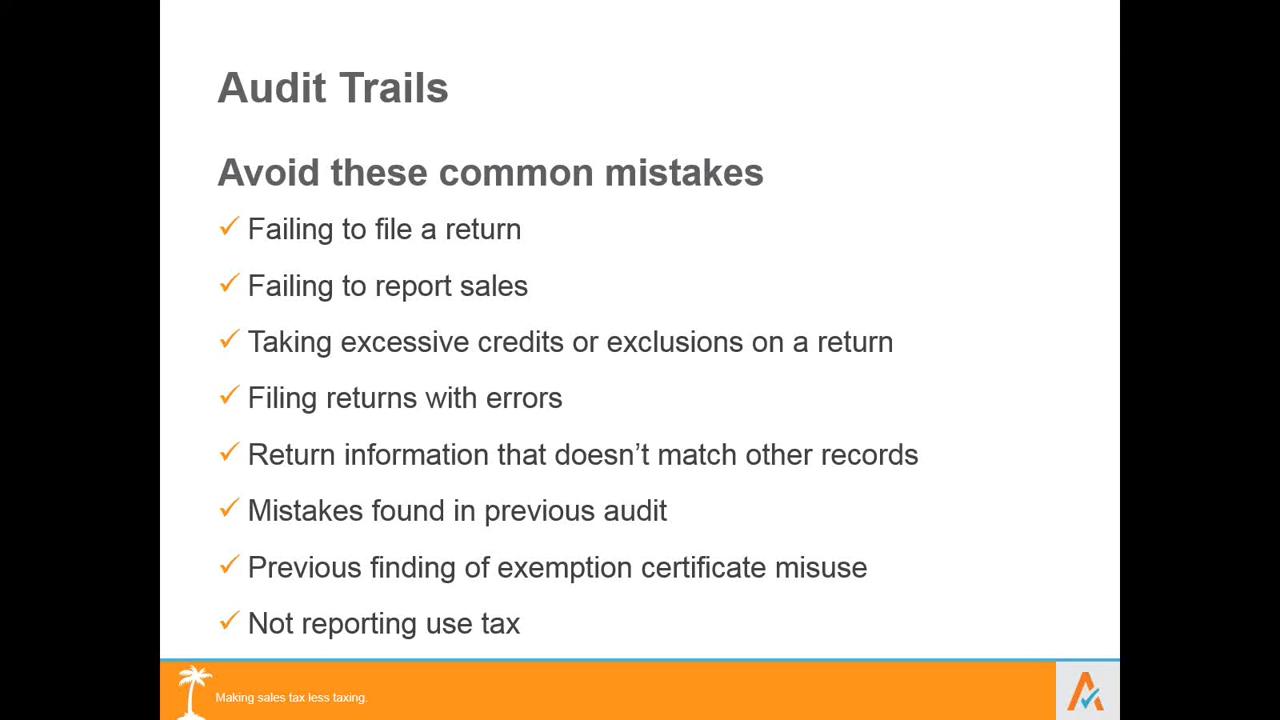 Audit Trails
Avoid these common mistakes
Failing to file a return
Failing to report sales
Taking excessive credits or exclusions on a return
Filing returns with errors
Return information that doesn’t match other records
Mistakes found in previous audit
Previous finding of exemption certificate misuse
Not reporting use tax
Making sales tax less taxing.